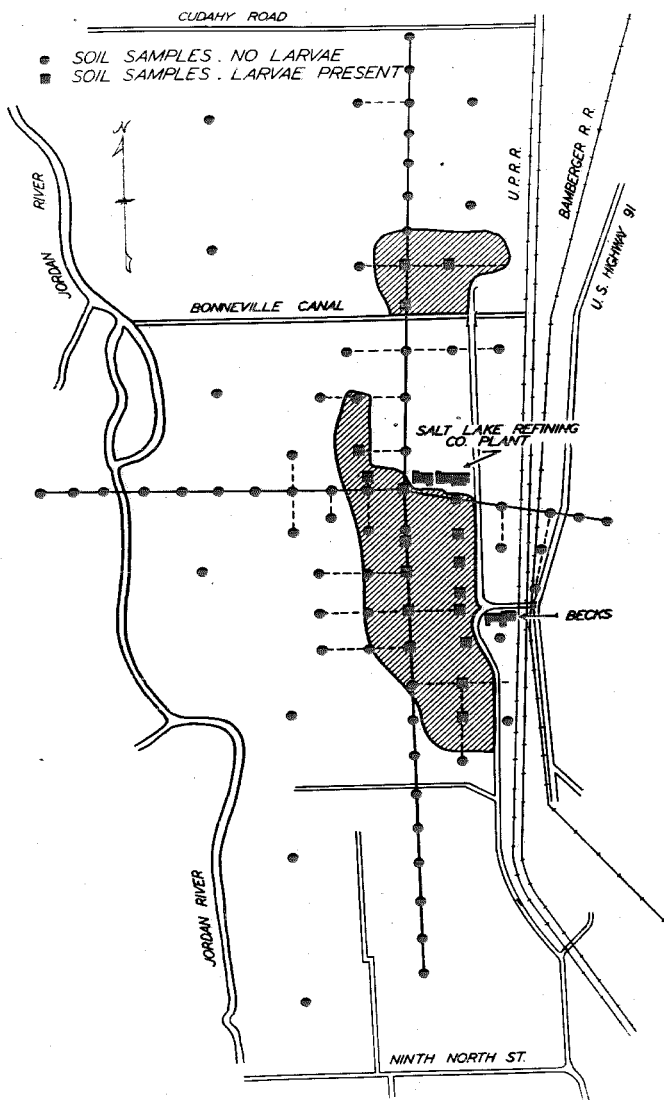 CUDAHY ROAD
SOIL SAMPLES. NO LARVAE
SOIL SAMPLES. LARVAE PRESENT
N
JORDAN RIVER
U.P.R.R.
BAMBERGER R.R.
U.S. HIGHWAY 91
BONNEVILLE CANAL
SALT LAKE REFINING
CO. PLANT
BECKS
JORDAN RIVER
NINTH NORTH ST.